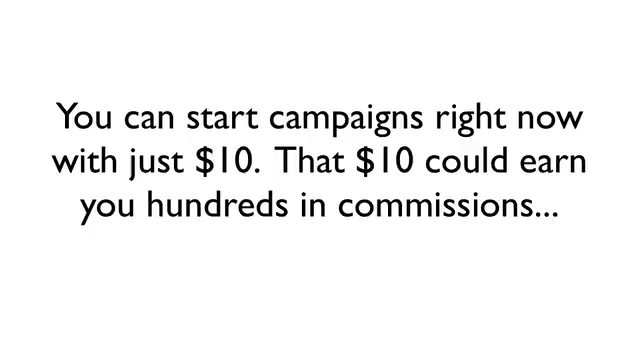 You can start campaigns right now
with just $10.  That $10 could earn
you hundreds in commissions...